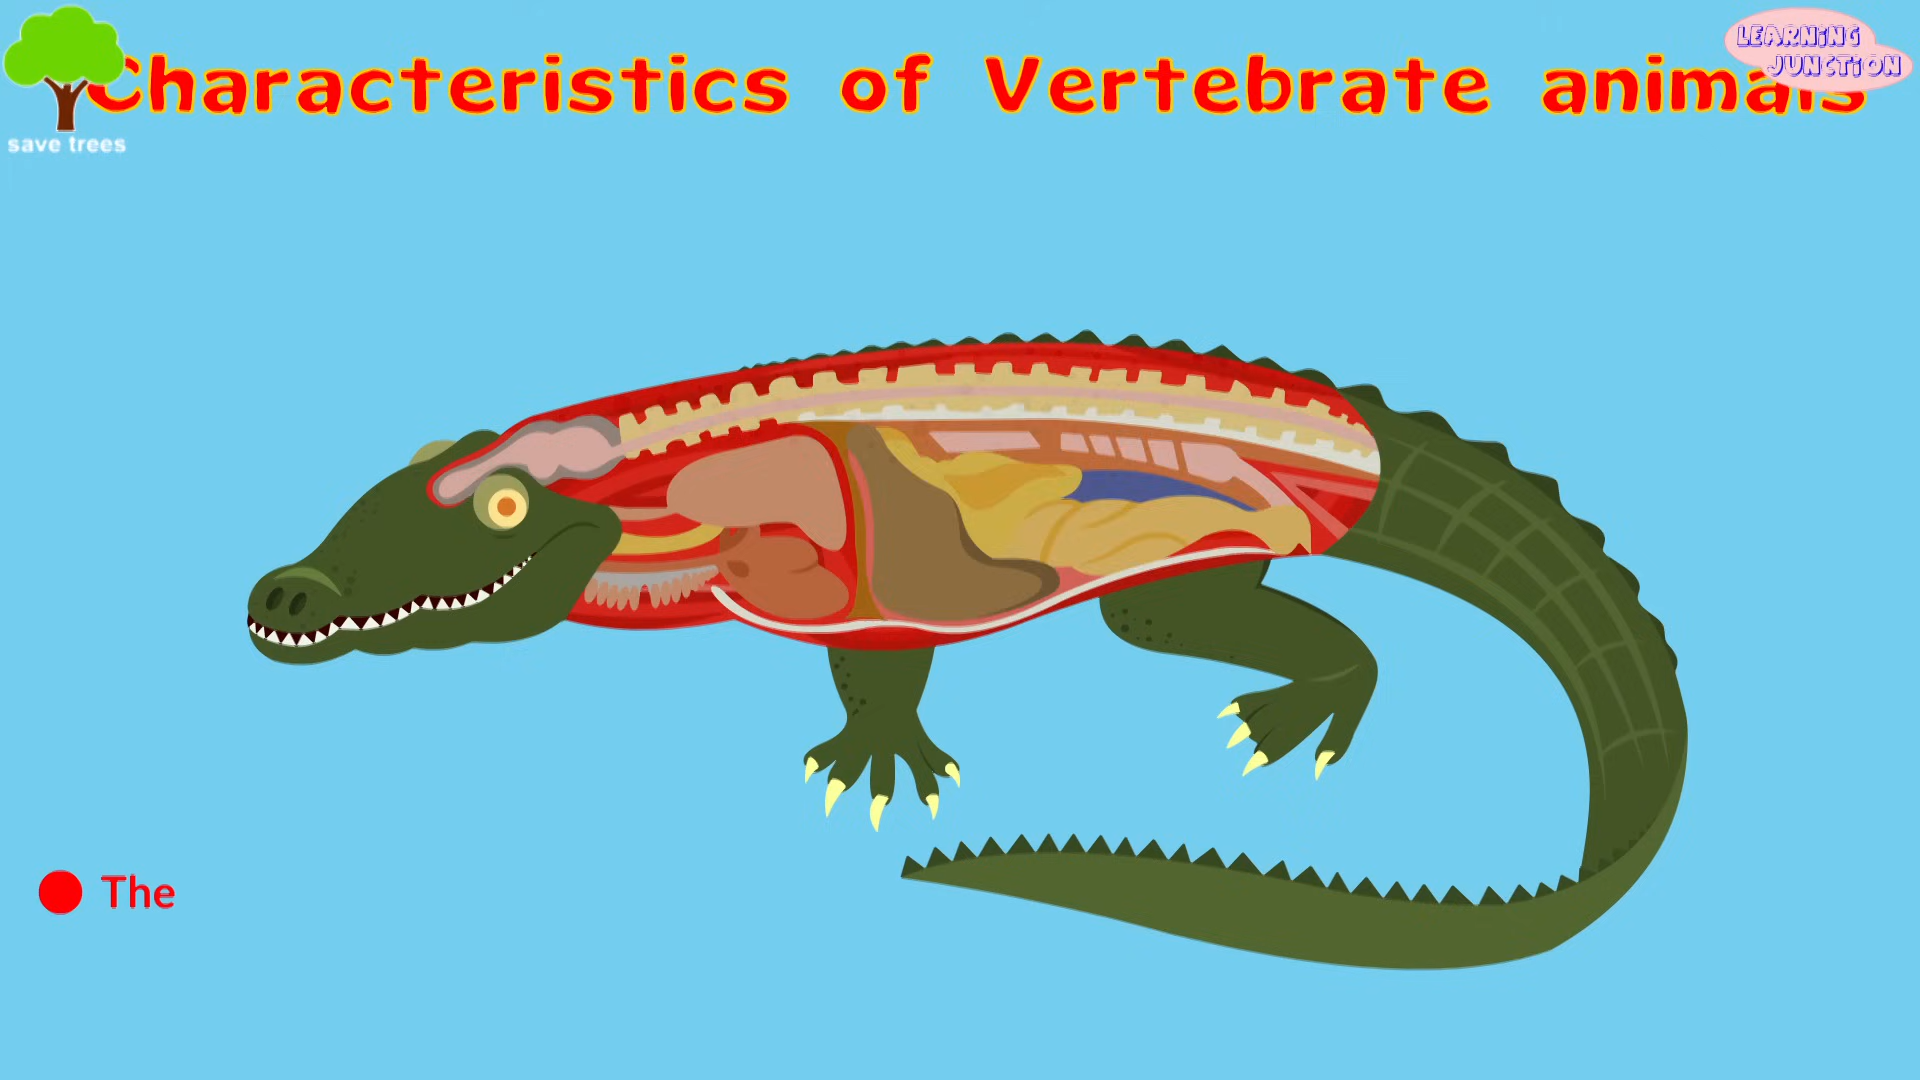 Characteristics of Vertebrate animals
LEARNING
JUNCTION
save trees
The